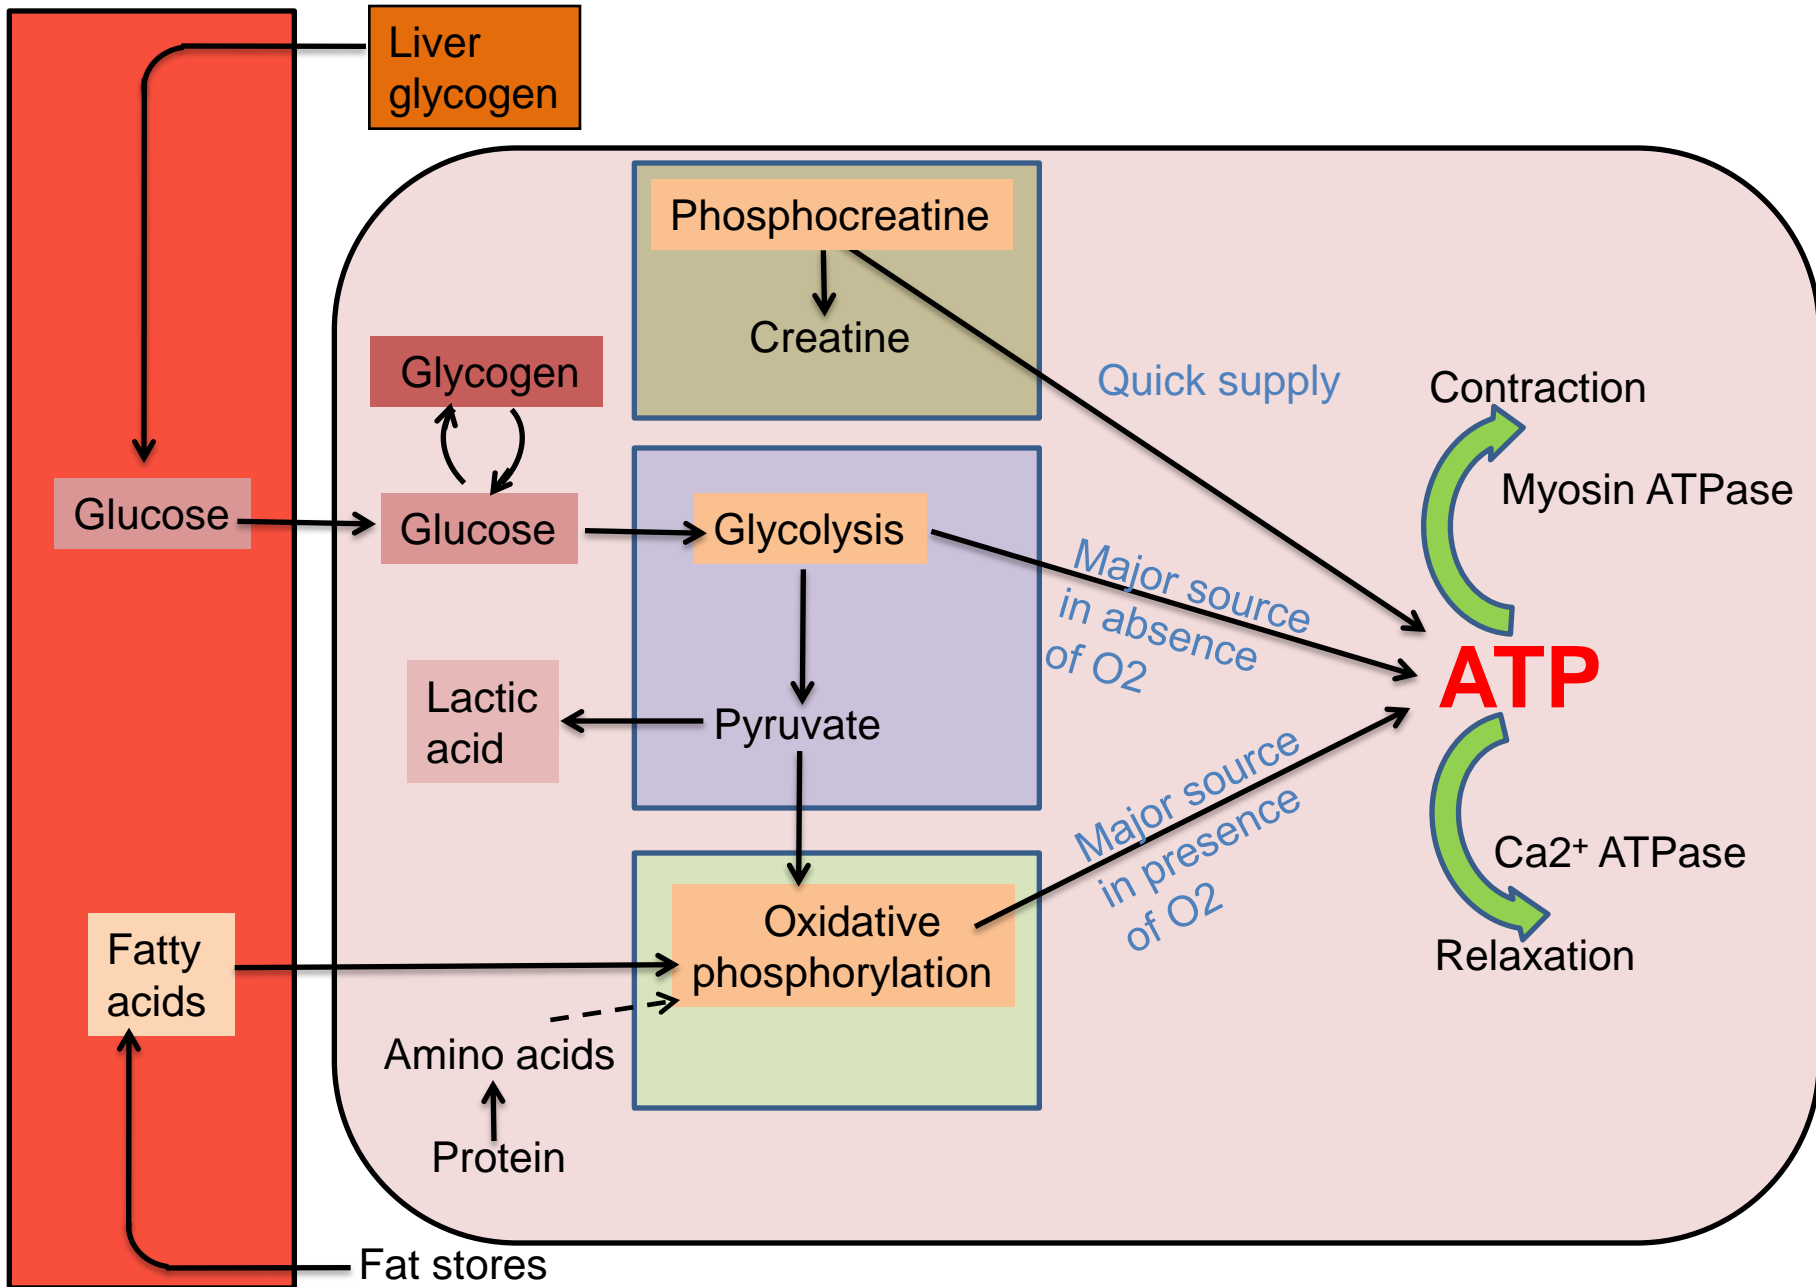 Liver
glycogen
Phosphocreatine
Creatine
Quick supply
Contraction
Glycogen
Myosin ATPase
Glucose
Glucose
Glycolysis
Major source
in absence
of O2
ATP
Lactic
acid
Pyruvate
Major source
in presence
of O2
Ca2⁺ ATPase
Relaxation
Oxidative
phosphorylation
Fatty
acids
Amino acids
Protein
Fat stores